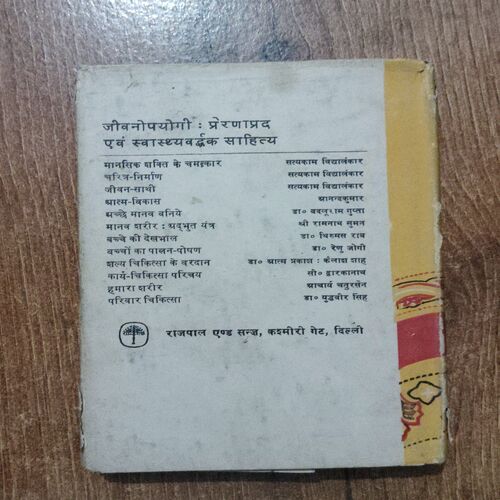 जीवनोपयोगी : प्रेरणाप्रद
एवं स्वास्थ्यवर्द्धक साहित्य
मानसिक शक्ति के चमत्कार सत्यकाम विद्यालंकार
चरित्र-निर्माण सत्यकाम विद्यालंकार
जीवन-साथी सत्यकाम विद्यालंकार
आत्म-विकास आनन्दकुमार
अच्छे मानव बनिये डा० बदलूराम गुप्ता
मानव शरीर : अद्भुत यंत्र श्री रामनाथ सुमन
बच्चे की देखभाल डा० थिम्मस राव
बच्चों का पालन-पोषण डा० रेणु जोगी
शल्य चिकित्सा के वरदान डा० आत्म प्रकाश : कैलाश शाह
कार्य-चिकित्सा परिचय सी० द्वारकानाथ
हमारा शरीर आचार्य चतुरसेन
परिवार चिकित्सा डा० युद्धवीर सिंह
राजपाल एण्ड सन्ज़, कश्मीरी गेट, दिल्ली